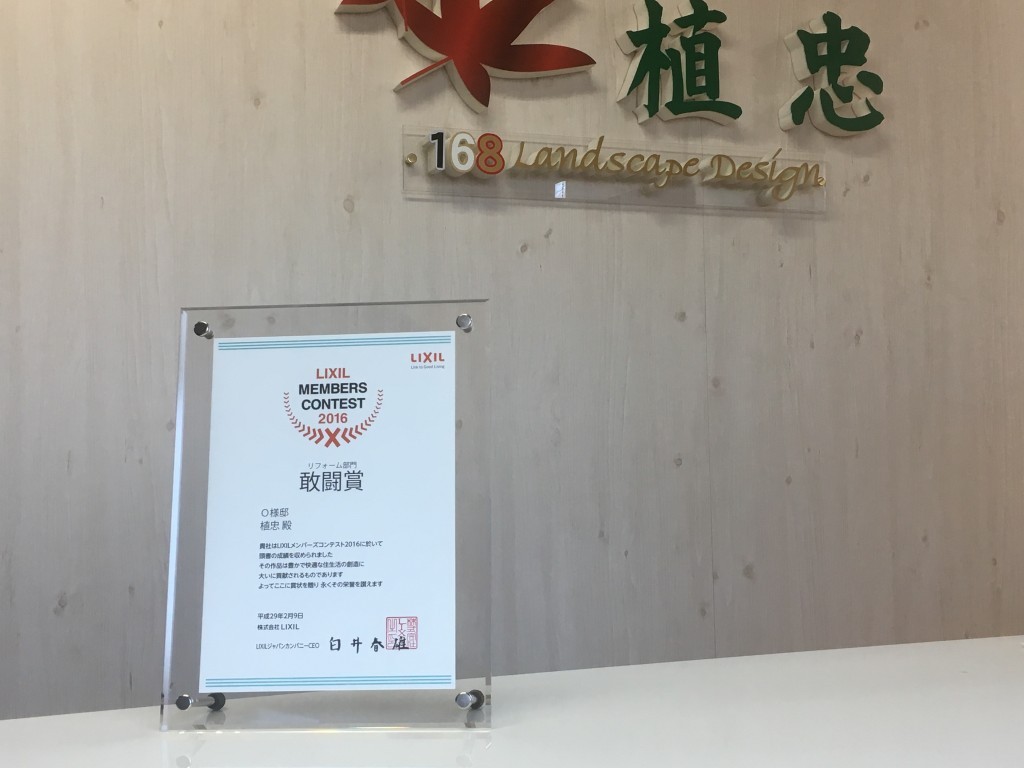 植忠
168 Landscape Design
LIXIL
Link to Good Living
LIXIL
MEMBERS
CONTEST
2016
リフォーム部門
敢闘賞
O様邸
植忠 殿
貴社はLIXILメンバーズコンテスト2016に於いて
頭書の成績を収められました
その作品は豊かで快適な住生活の創造に
大いに貢献されるものであります
よってここに賞状を贈り 永くその栄誉を讃えます
平成29年2月9日
株式会社 LIXIL
LIXILジャパンカンパニーCEO 白井春雄